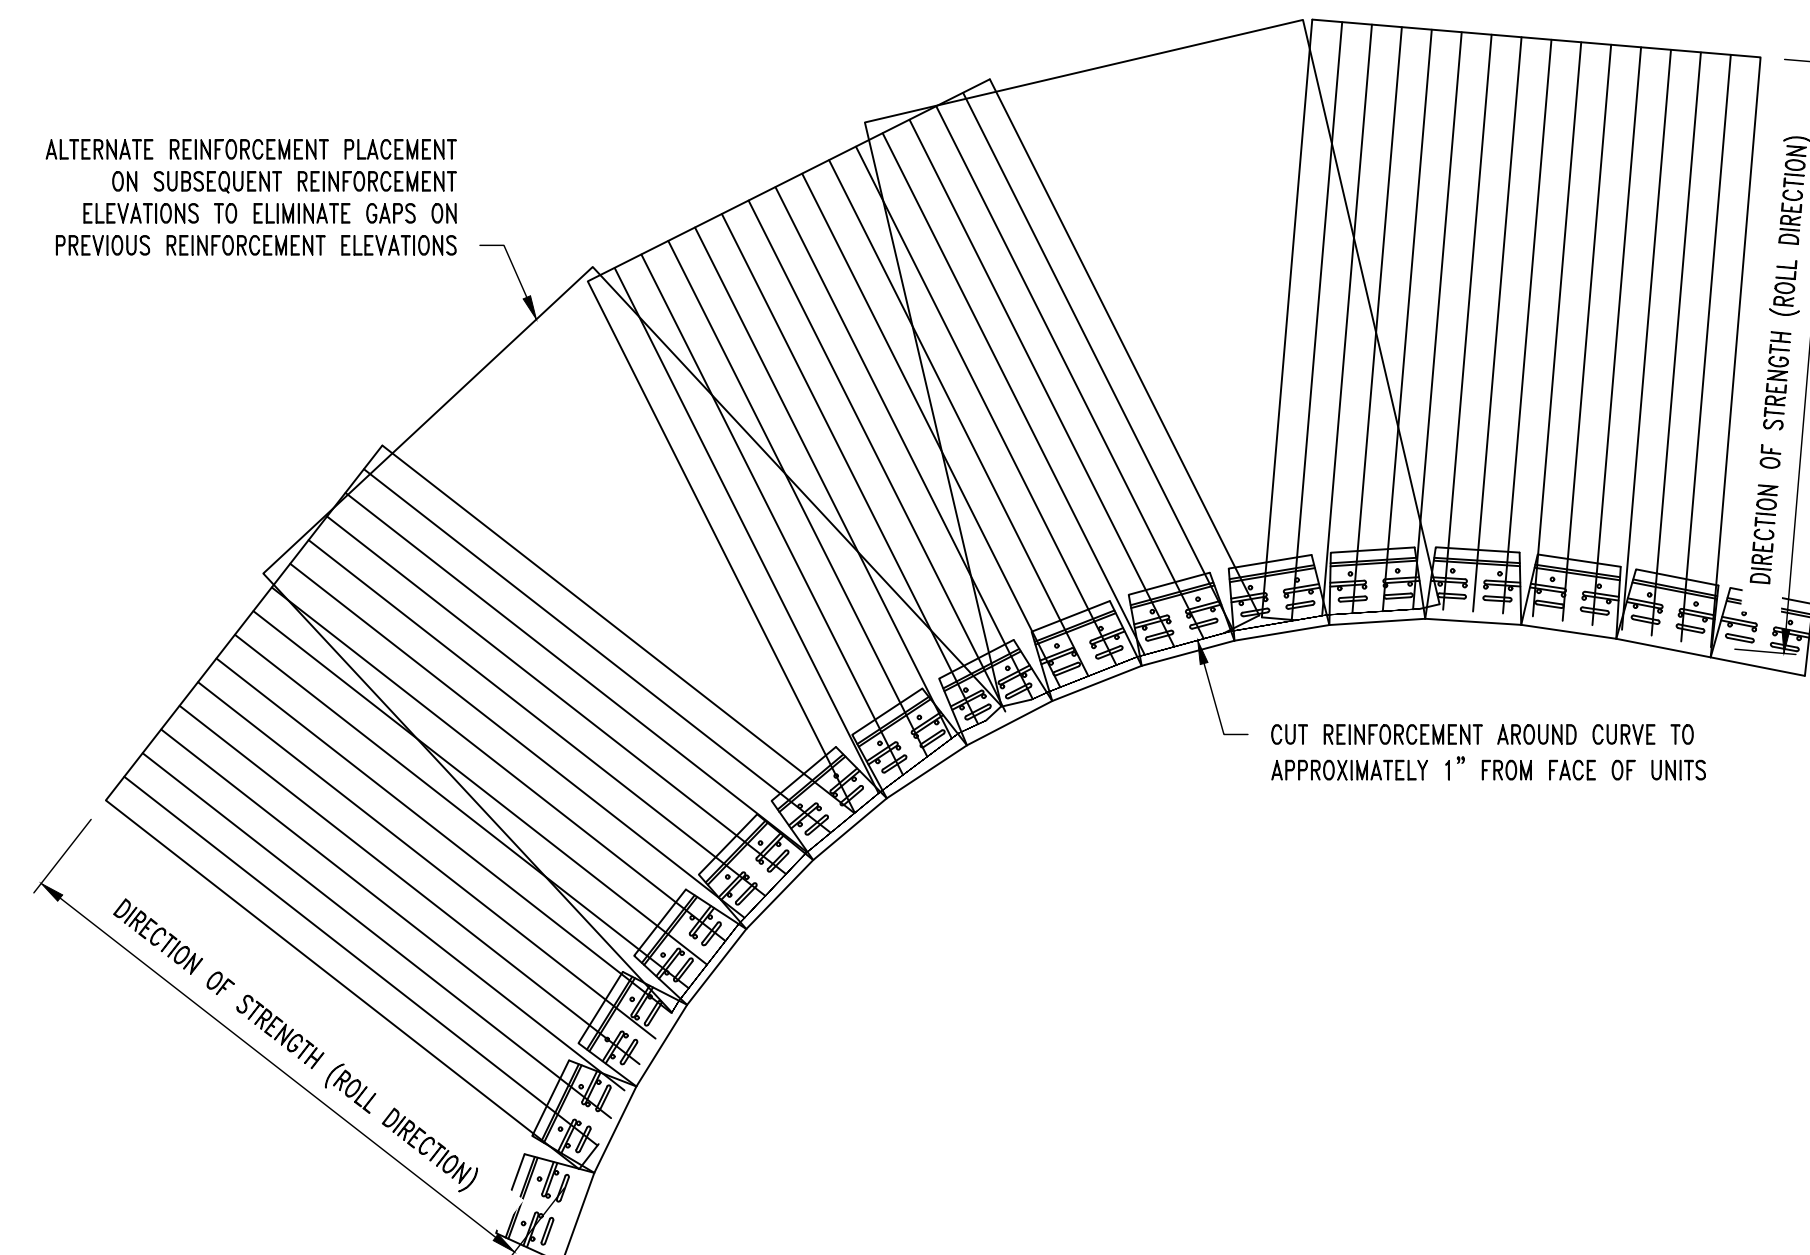 ALTERNATE REINFORCEMENT PLACEMENT
ON SUBSEQUENT REINFORCEMENT
ELEVATIONS TO ELIMINATE GAPS ON
PREVIOUS REINFORCEMENT ELEVATIONS
DIRECTION OF STRENGTH (ROLL DIRECTION)
CUT REINFORCEMENT AROUND CURVE TO
APPROXIMATELY 1” FROM FACE OF UNITS
DIRECTION OF STRENGTH (ROLL DIRECTION)